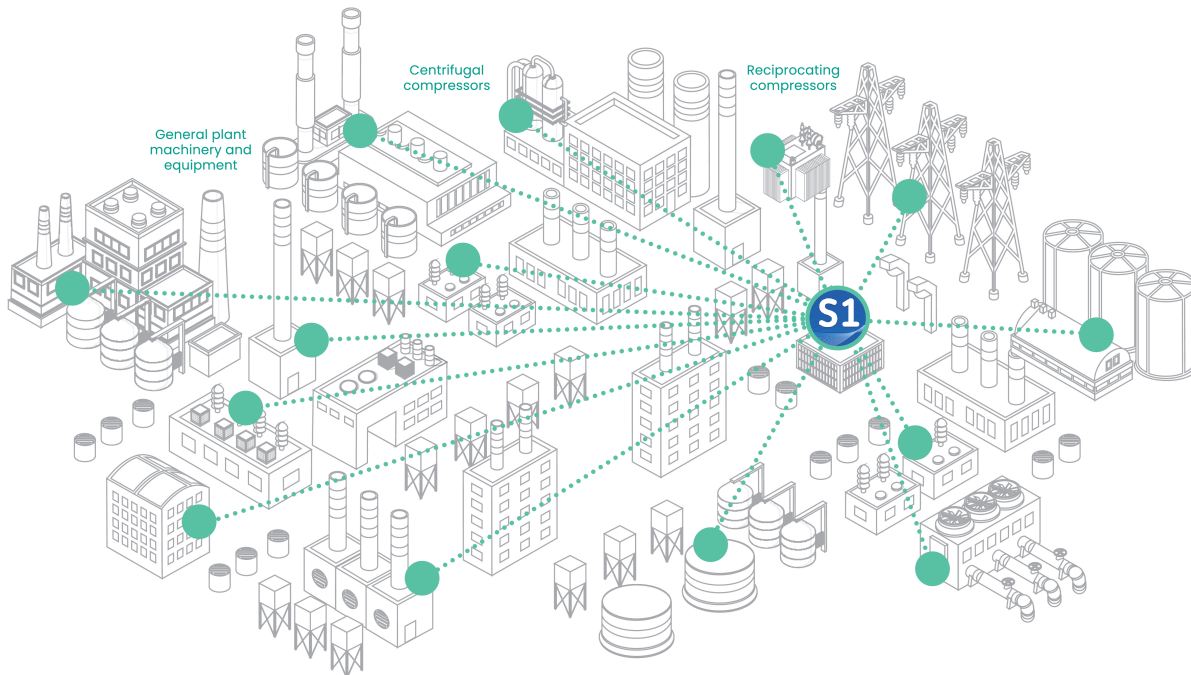 Centrifugal
compressors
Reciprocating
compressors
General plant
machinery and
equipment
S1